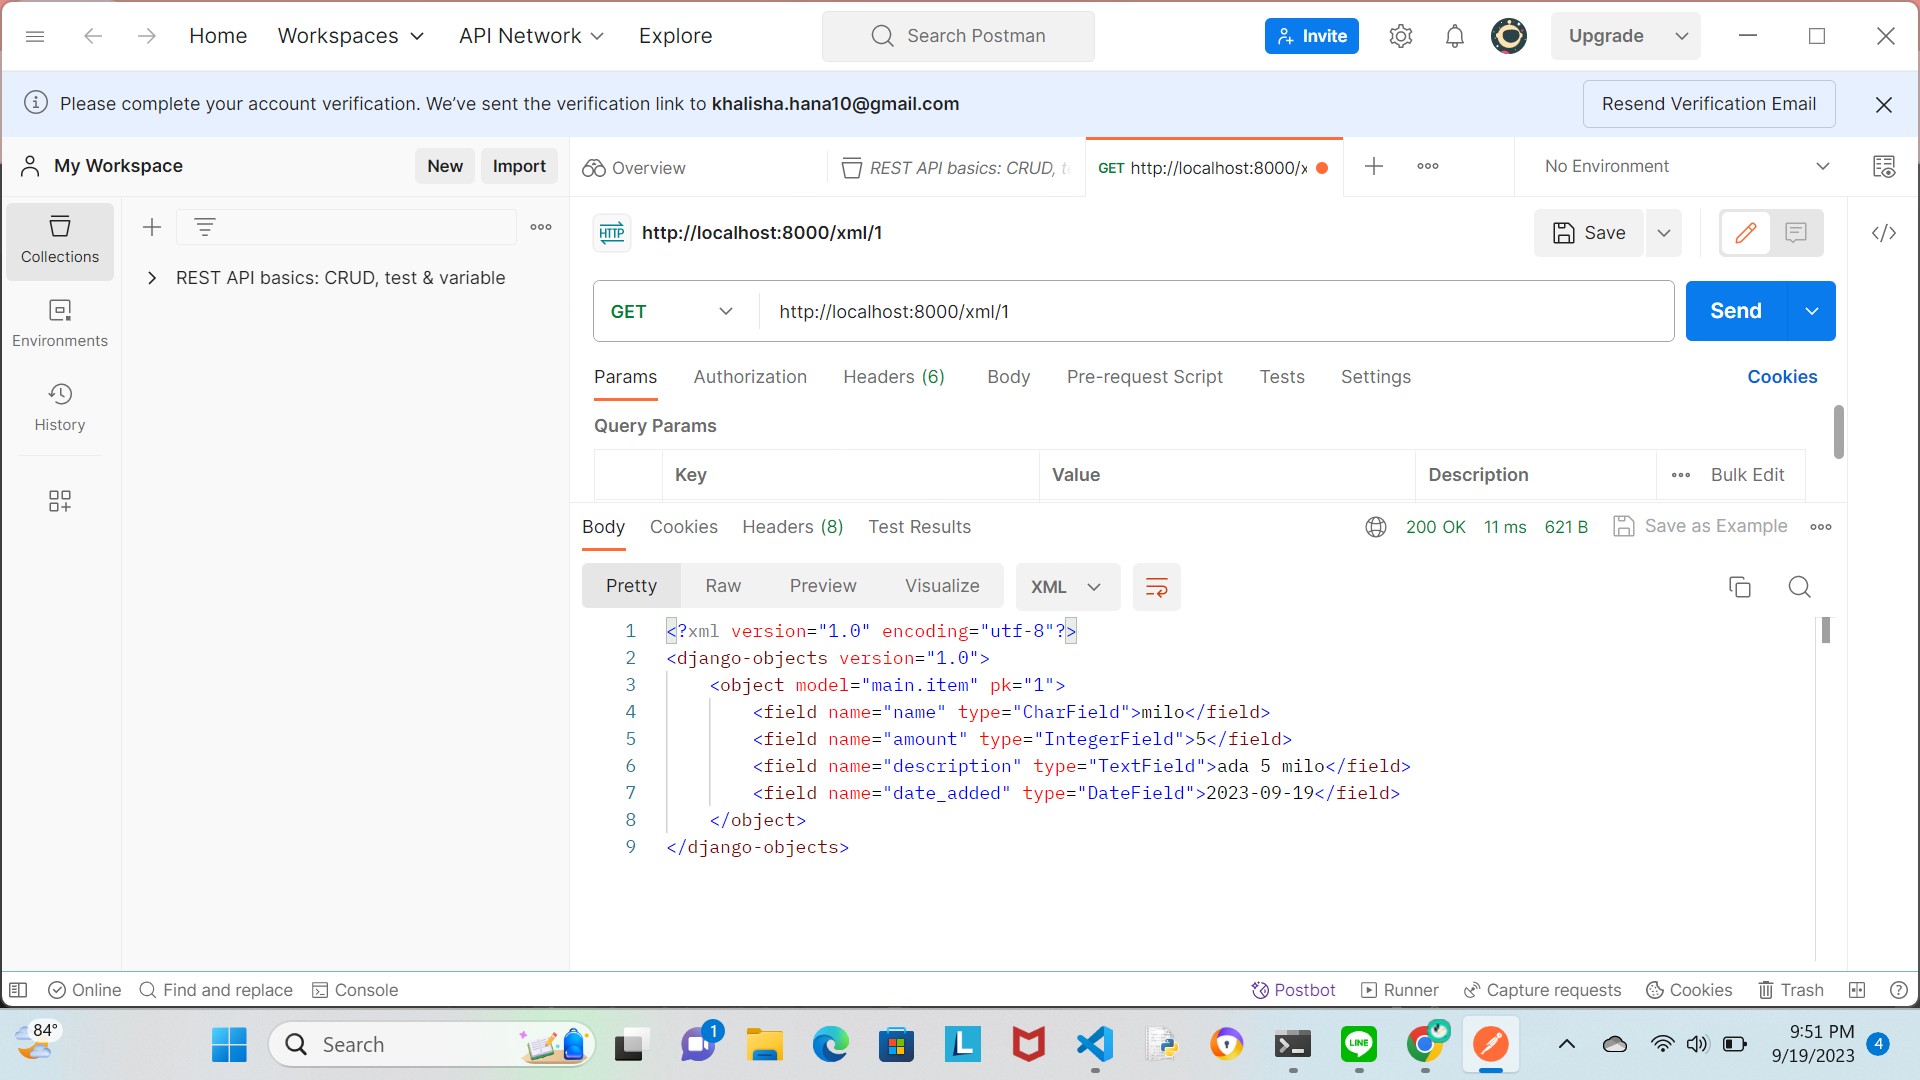 Home Workspaces API Network Explore Search Postman Invite Upgrade
Please complete your account verification. We've sent the verification link to khalisha.hana10@gmail.com Resend Verification Email
My Workspace New Import Overview REST API basics: CRUD, te GET http://localhost:8000/x No Environment
Collections
Environments
History
REST API basics: CRUD, test & variable
HTTP http://localhost:8000/xml/1 Save
GET http://localhost:8000/xml/1 Send
Params Authorization Headers (6) Body Pre-request Script Tests Settings Cookies
Query Params
Key Value Description Bulk Edit
Body Cookies Headers (8) Test Results 200 OK 11 ms 621 B Save as Example
Pretty Raw Preview Visualize XML
1 <?xml version="1.0" encoding="utf-8"?>
2 <django-objects version="1.0">
3 <object model="main.item" pk="1">
4 <field name="name" type="CharField">milo</field>
5 <field name="amount" type="IntegerField">5</field>
6 <field name="description" type="TextField">ada 5 milo</field>
7 <field name="date_added" type="DateField">2023-09-19</field>
8 </object>
9 </django-objects>
Online Find and replace Console Postbot Runner Capture requests Cookies Trash
84° Search 1 L LINE 9:51 PM 4
9/19/2023